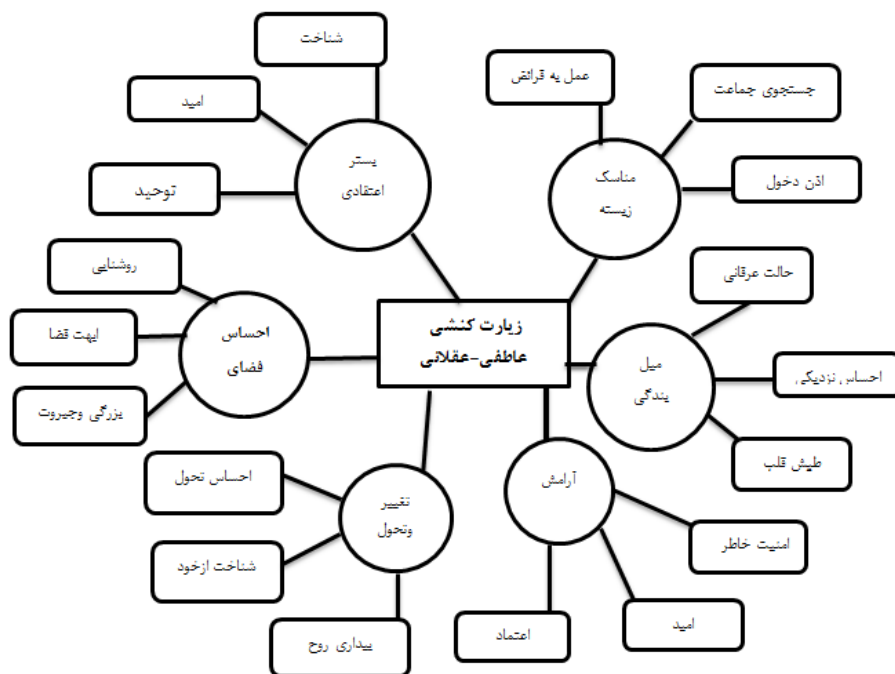 شناخت
امید
توحید
بستر
اعتقادی
عمل به فرائض
جستجوی جماعت
اذن دخول
مناسک
زیسته
روشنایی
ابهت فضا
بزرگی وجبروت
احساس
فضای
زیارت کنشی
عاطفی-عقلانی
حالت عرفانی
احساس نزدیکی
طپش قلب
میل
بندگی
احساس تحول
شناخت ازخود
بیداری روح
تغییر
وتحول
آرامش
امنیت خاطر
امید
اعتماد